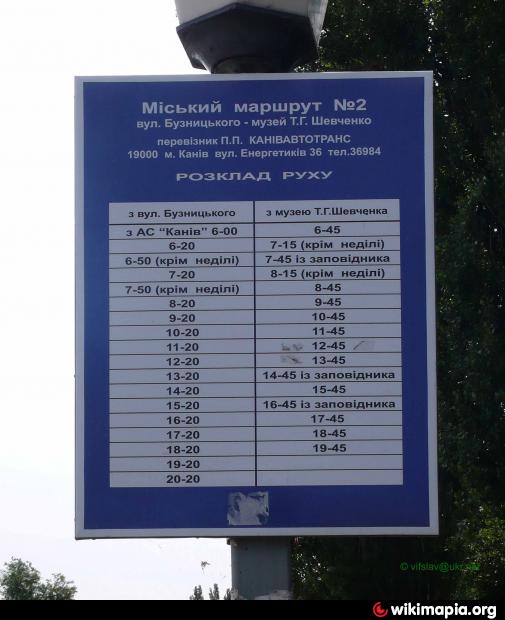 Міський маршрут №2
вул. Бузницького - музей Т.Г. Шевченко
перевізник П.П. КАНІВАВТОТРАНС
19000 м. Канів вул. Енергетиків 36 тел.36984
РОЗКЛАД РУХУ
з вул. Бузницького з музею Т.Г.Шевченка
з АС "Канів" 6-00 6-45
6-20 7-15 (крім неділі)
6-50 (крім неділі) 7-45 із заповідника
7-20 8-15 (крім неділі)
7-50 (крім неділі) 8-45
8-20 9-45
9-20 10-45
10-20 11-45
11-20 12-45
12-20 13-45
13-20 14-45 із заповідника
14-20 15-45
15-20 16-45 із заповідника
16-20 17-45
17-20 18-45
18-20 19-45
19-20
20-20
© vifslav@ukr.net
wikimapia.org